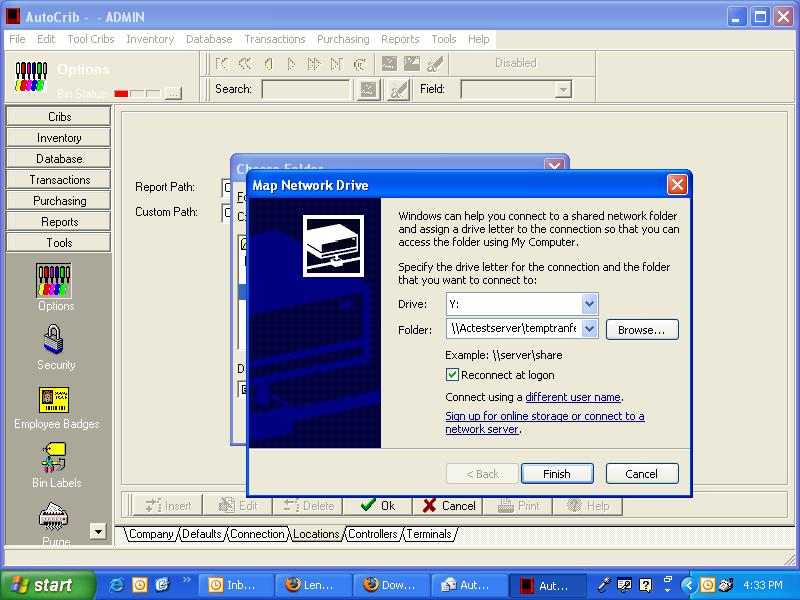 AutoCrib - - ADMIN
File Edit Tool Cribs Inventory Database Transactions Purchasing Reports Tools Help
Options
Disabled
Bin Status:
...
Search:
Field:
Cribs
Inventory
Database
Transactions
Purchasing
Reports
Tools
Options
Security
Employee Badges
Bin Labels
Purge
Report Path:
Custom Path:
Choose Folder
Map Network Drive
Windows can help you connect to a shared network folder
and assign a drive letter to the connection so that you can
access the folder using My Computer.
Specify the drive letter for the connection and the folder
that you want to connect to:
Drive: Y:
Folder: \\Actestserver\temptranfe Browse...
Example: \\server\share
Reconnect at logon
Connect using a different user name.
Sign up for online storage or connect to a
network server.
< Back Finish Cancel
Insert Edit Delete Ok Cancel Print Help
Company Defaults Connection Locations Controllers Terminals
start Inb... Len... Dow... Aut... Aut... 4:33 PM